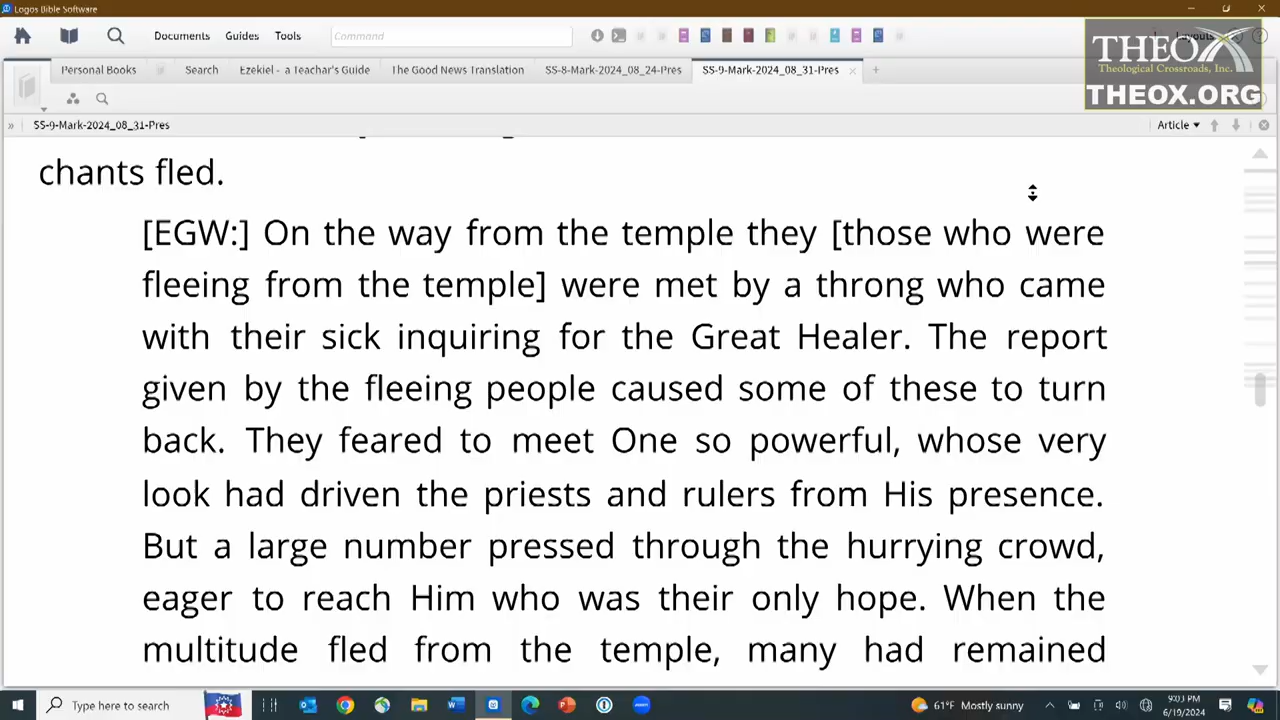 Logos Bible Software
Documents Guides Tools Command
THEOX
Theological Crossroads, Inc.
THEOX.ORG
Personal Books Search Ezekiel - a Teacher's Guide SS-8-Mark-2024_08_24-Pres SS-9-Mark-2024_08_31-Pres
SS-9-Mark-2024_08_31-Pres Article
chants fled.
[EGW:] On the way from the temple they [those who were
fleeing from the temple] were met by a throng who came
with their sick inquiring for the Great Healer. The report
given by the fleeing people caused some of these to turn
back. They feared to meet One so powerful, whose very
look had driven the priests and rulers from His presence.
But a large number pressed through the hurrying crowd,
eager to reach Him who was their only hope. When the
multitude fled from the temple, many had remained
Type here to search
61°F Mostly sunny
9:03 PM
6/19/2024